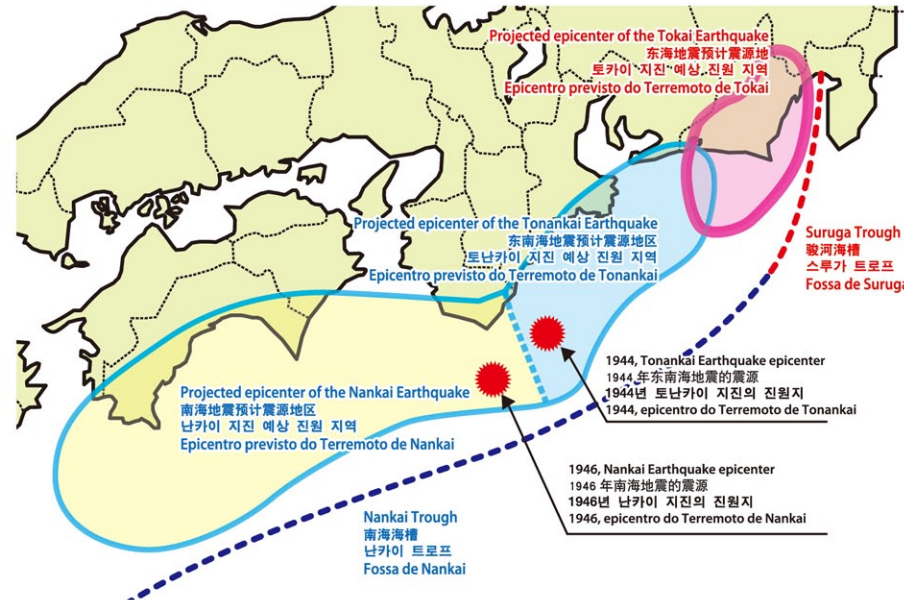 Projected epicenter of the Tokai Earthquake
东海地震预计震源地
토카이 지진 예상 진원 지역
Epicentro previsto do Terremoto de Tokai
Projected epicenter of the Tonankai Earthquake
东南海地震预计震源地区
토난카이 지진 예상 진원 지역
Epicentro previsto do Terremoto de Tonankai
Suruga Trough
骏河海槽
스루가 트로프
Fossa de Suruga
1944, Tonankai Earthquake epicenter
1944 年东南海地震的震源
1944년 토난카이 지진의 진원지
1944, epicentro do Terremoto de Tonankai
Projected epicenter of the Nankai Earthquake
南海地震预计震源地区
난카이 지진 예상 진원 지역
Epicentro previsto do Terremoto de Nankai
1946, Nankai Earthquake epicenter
1946 年南海地震的震源
1946년 난카이 지진의 진원지
1946, epicentro do Terremoto de Nankai
Nankai Trough
南海海槽
난카이 트로프
Fossa de Nankai